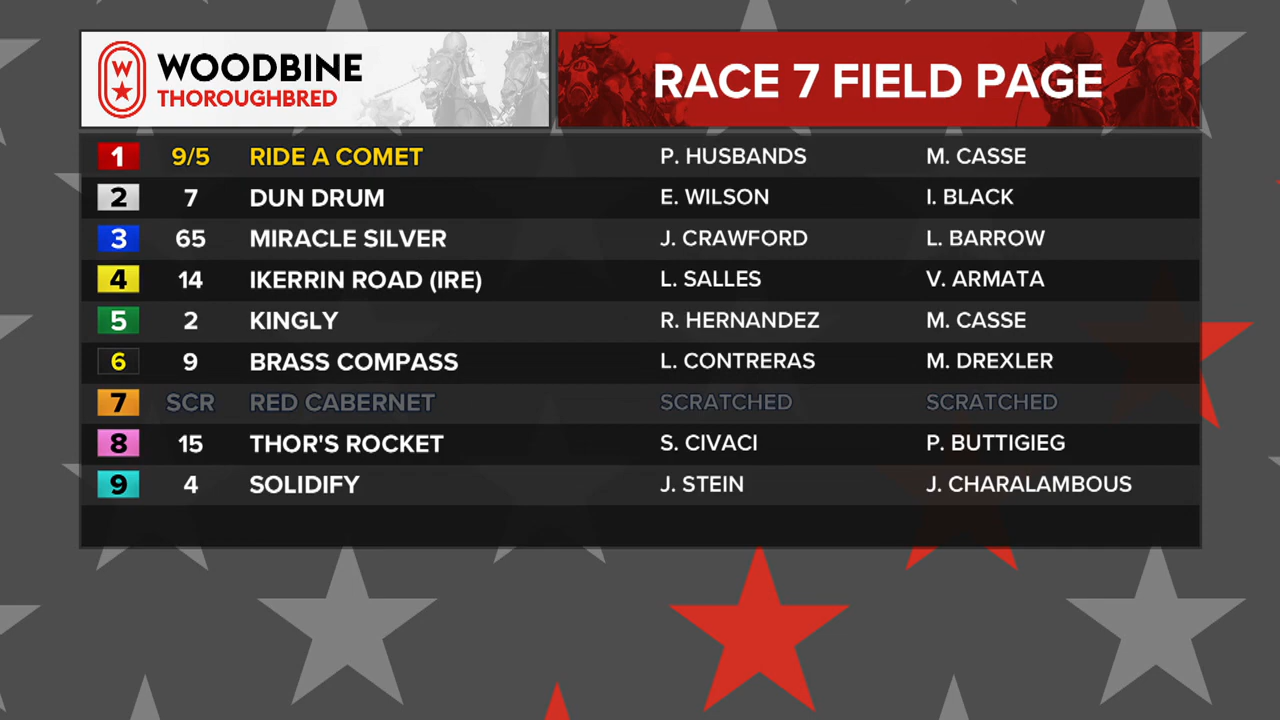 W
WOODBINE
THOROUGHBRED
RACE 7 FIELD PAGE
1 9/5 RIDE A COMET P. HUSBANDS M. CASSE
2 7 DUN DRUM E. WILSON I. BLACK
3 65 MIRACLE SILVER J. CRAWFORD L. BARROW
4 14 IKERRIN ROAD (IRE) L. SALLES V. ARMATA
5 2 KINGLY R. HERNANDEZ M. CASSE
6 9 BRASS COMPASS L. CONTRERAS M. DREXLER
7 SCR RED CABERNET SCRATCHED SCRATCHED
8 15 THOR'S ROCKET S. CIVACI P. BUTTIGIEG
9 4 SOLIDIFY J. STEIN J. CHARALAMBOUS